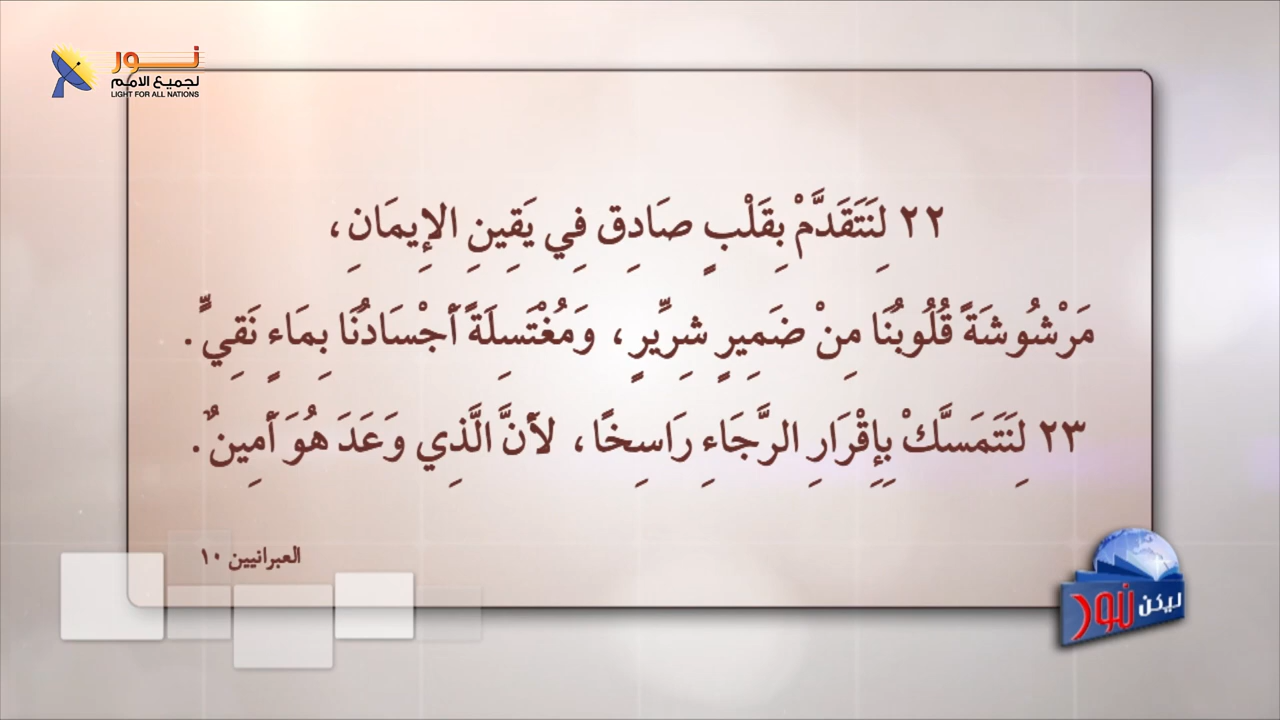 نور
لجميع الامم
LIGHT FOR ALL NATIONS
٢٢ لِنَتَقَدَّمْ بِقَلْبٍ صَادِق فِي يَقِينِ الإِيمَانِ،
مَرْشُوشَةً قُلُوبُنَا مِنْ ضَمِيرٍ شِرِّيرٍ، وَمُغْتَسِلَةً أَجْسَادُنَا بِمَاءٍ نَقِيٍّ.
٢٣ لِنَتَمَسَّكْ بِإِقْرَارِ الرَّجَاءِ رَاسِخًا، لأَنَّ الَّذِي وَعَدَ هُوَ أَمِينٌ.
العبرانيين ١٠
ليكن نور